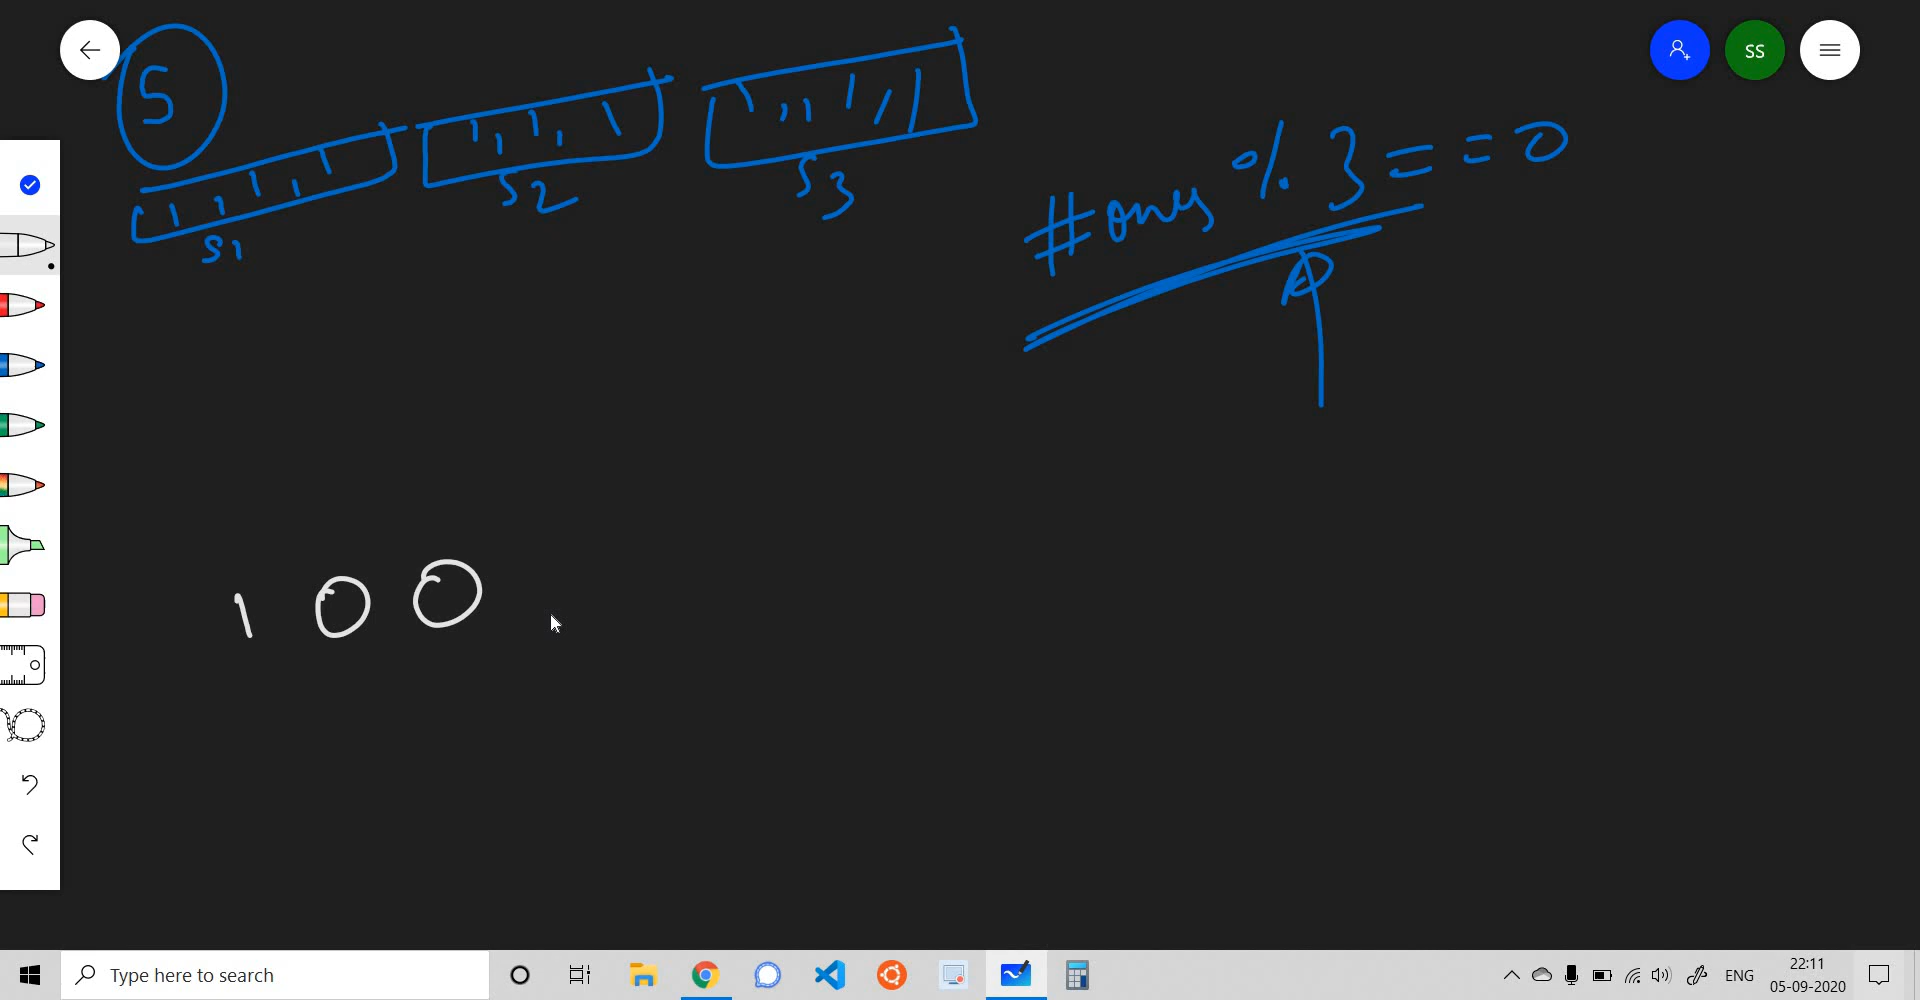 S
S1
S2
S3
#ones % 3 == 0
1 0 0
SS
Type here to search
ENG
22:11
05-09-2020